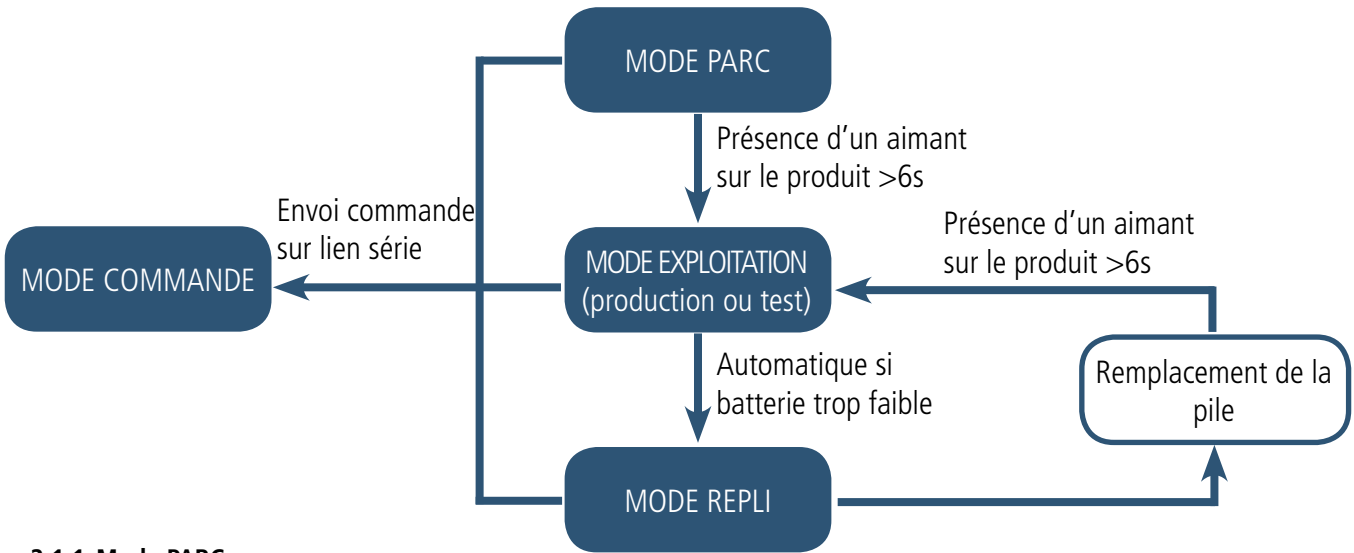 MODE PARC
Présence d'un aimant
sur le produit >6s
Envoi commande
sur lien série
Présence d'un aimant
sur le produit >6s
MODE COMMANDE
MODE EXPLOITATION
(production ou test)
Automatique si
batterie trop faible
Remplacement de la
pile
MODE REPLI